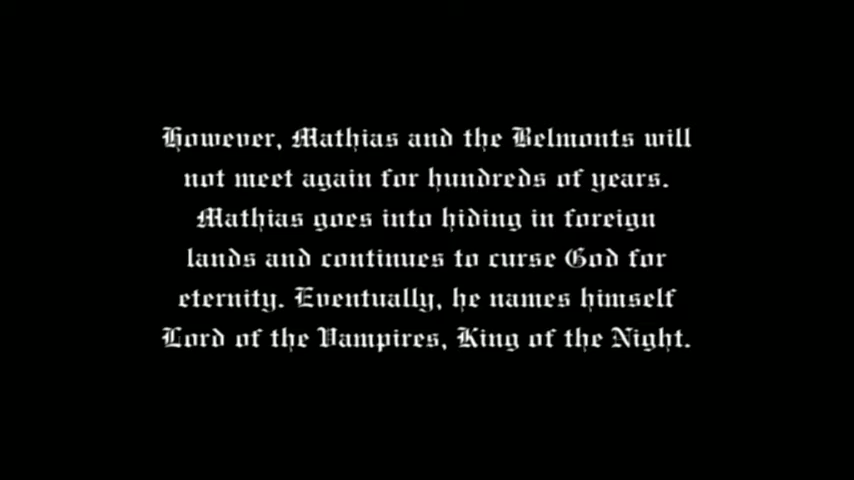 However, Mathias and the Belmonts will
not meet again for hundreds of years.
Mathias goes into hiding in foreign
lands and continues to curse God for
eternity. Eventually, he names himself
Lord of the Vampires, King of the Night.